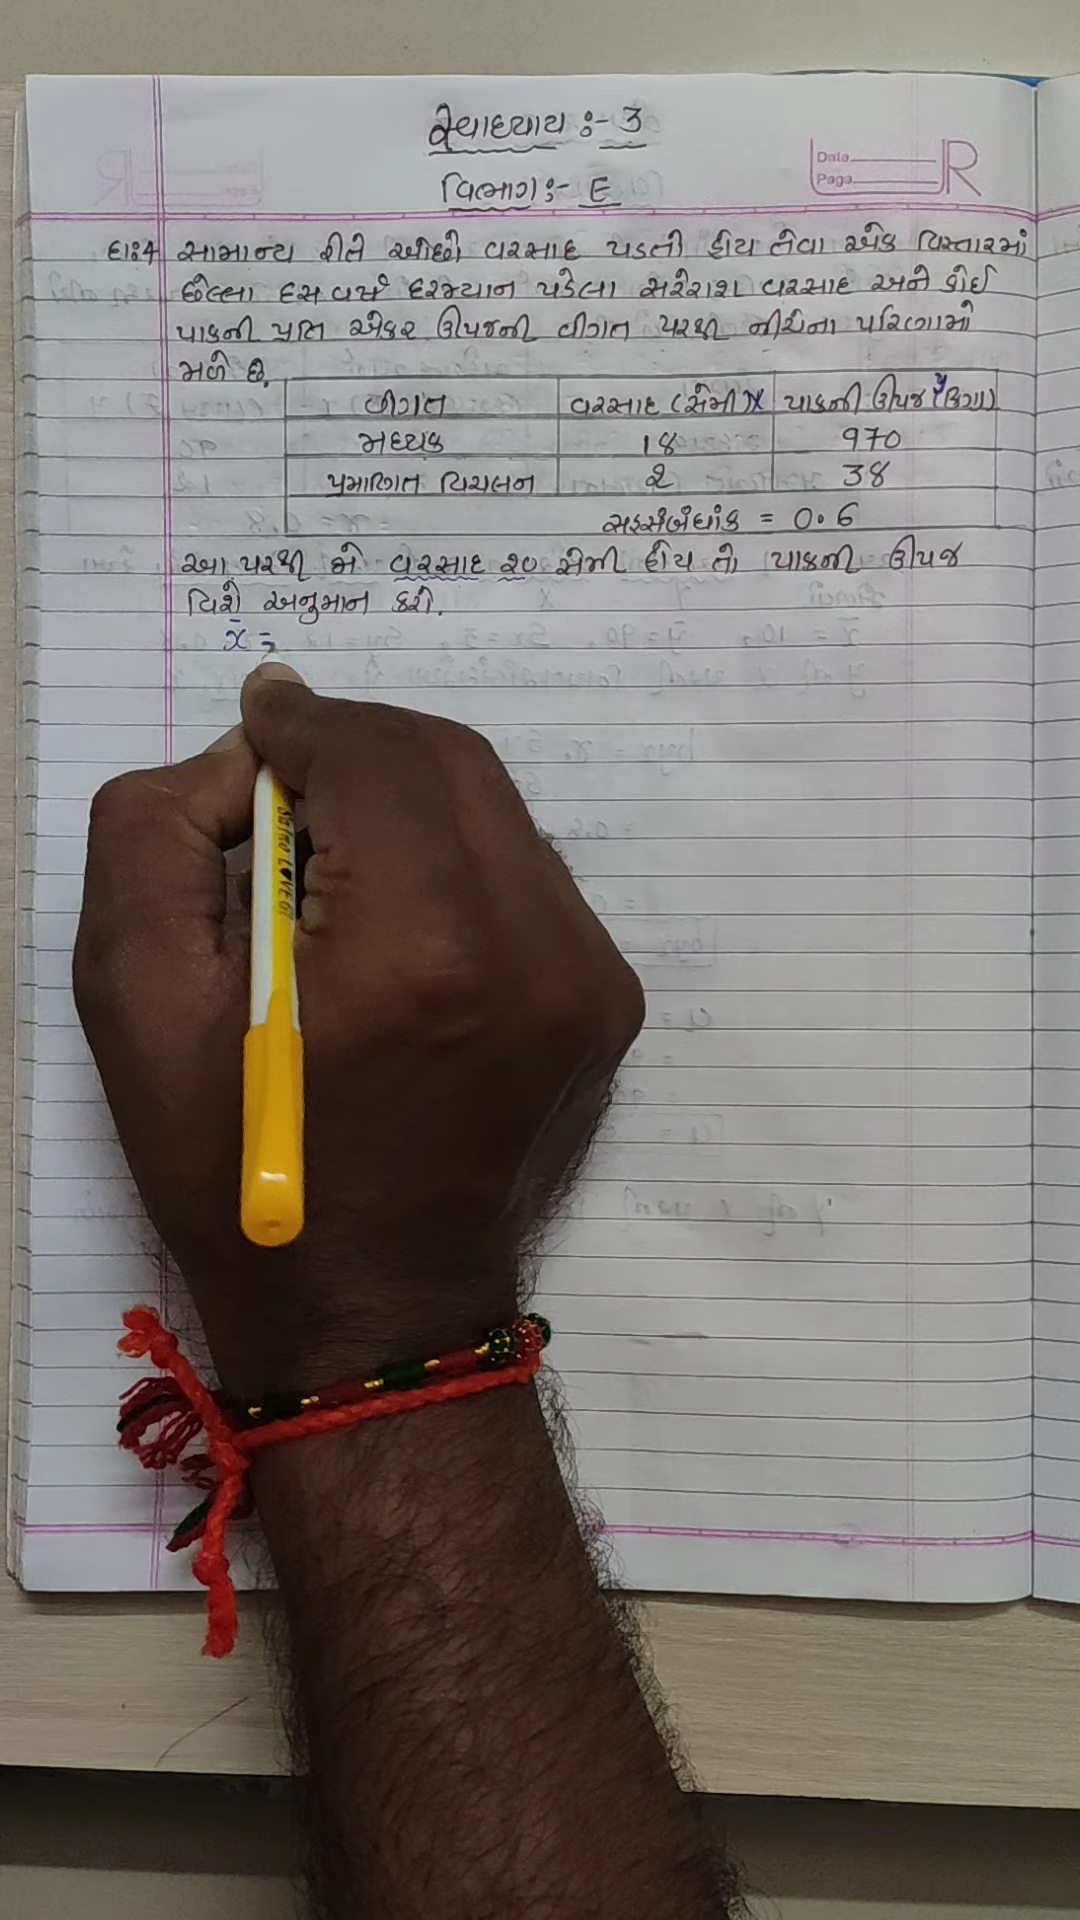 સ્વાધ્યાય :- 3
વિભાગ:- E
Date
Page
R
દા:4 સામાન્ય રીતે ઓછો વરસાદ પડતો હોય તેવા એક વિસ્તારમાં
છેલ્લા દસ વર્ષ દરમ્યાન પડેલા સરેરાશ વરસાદ અને કોઈ
પાકની પ્રતિ એકર ઊપજની વીગત પરથી નીચેના પરિણામો
મળે છે.
વીગત વરસાદ (સેમી) x પાકની ઊપજ (કિગ્રા) y
મધ્યક 18 970
પ્રમાણિત વિચલન 2 38
સહસંબંધાંક = 0.6
આ પરથી જો વરસાદ 20 સેમી હોય તો પાકની ઊપજ
વિશે અનુમાન કરો.
x̄ =